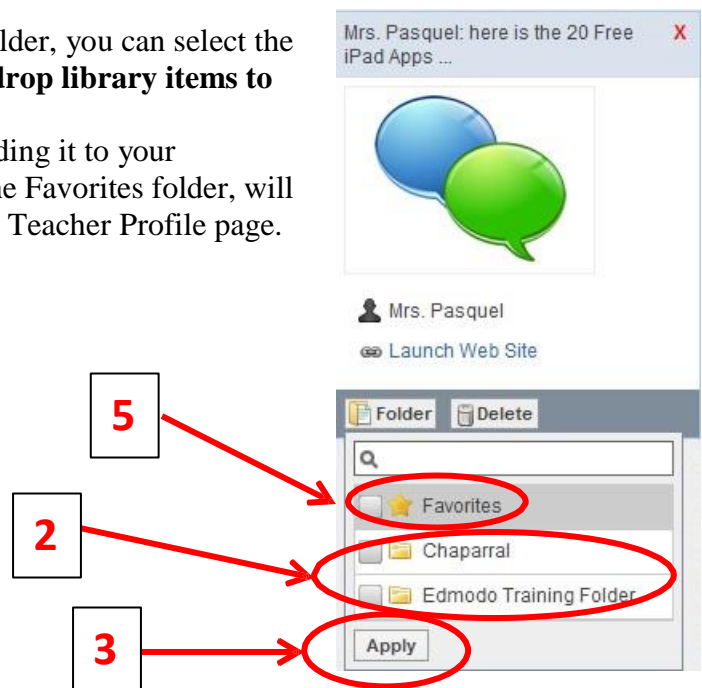 older, you can select the
drop library items to
ding it to your
he Favorites folder, will
Teacher Profile page.
Mrs. Pasquel: here is the 20 Free X
iPad Apps ...
Mrs. Pasquel
Launch Web Site
Folder Delete
5
Favorites
2
Chaparral
Edmodo Training Folder
3
Apply